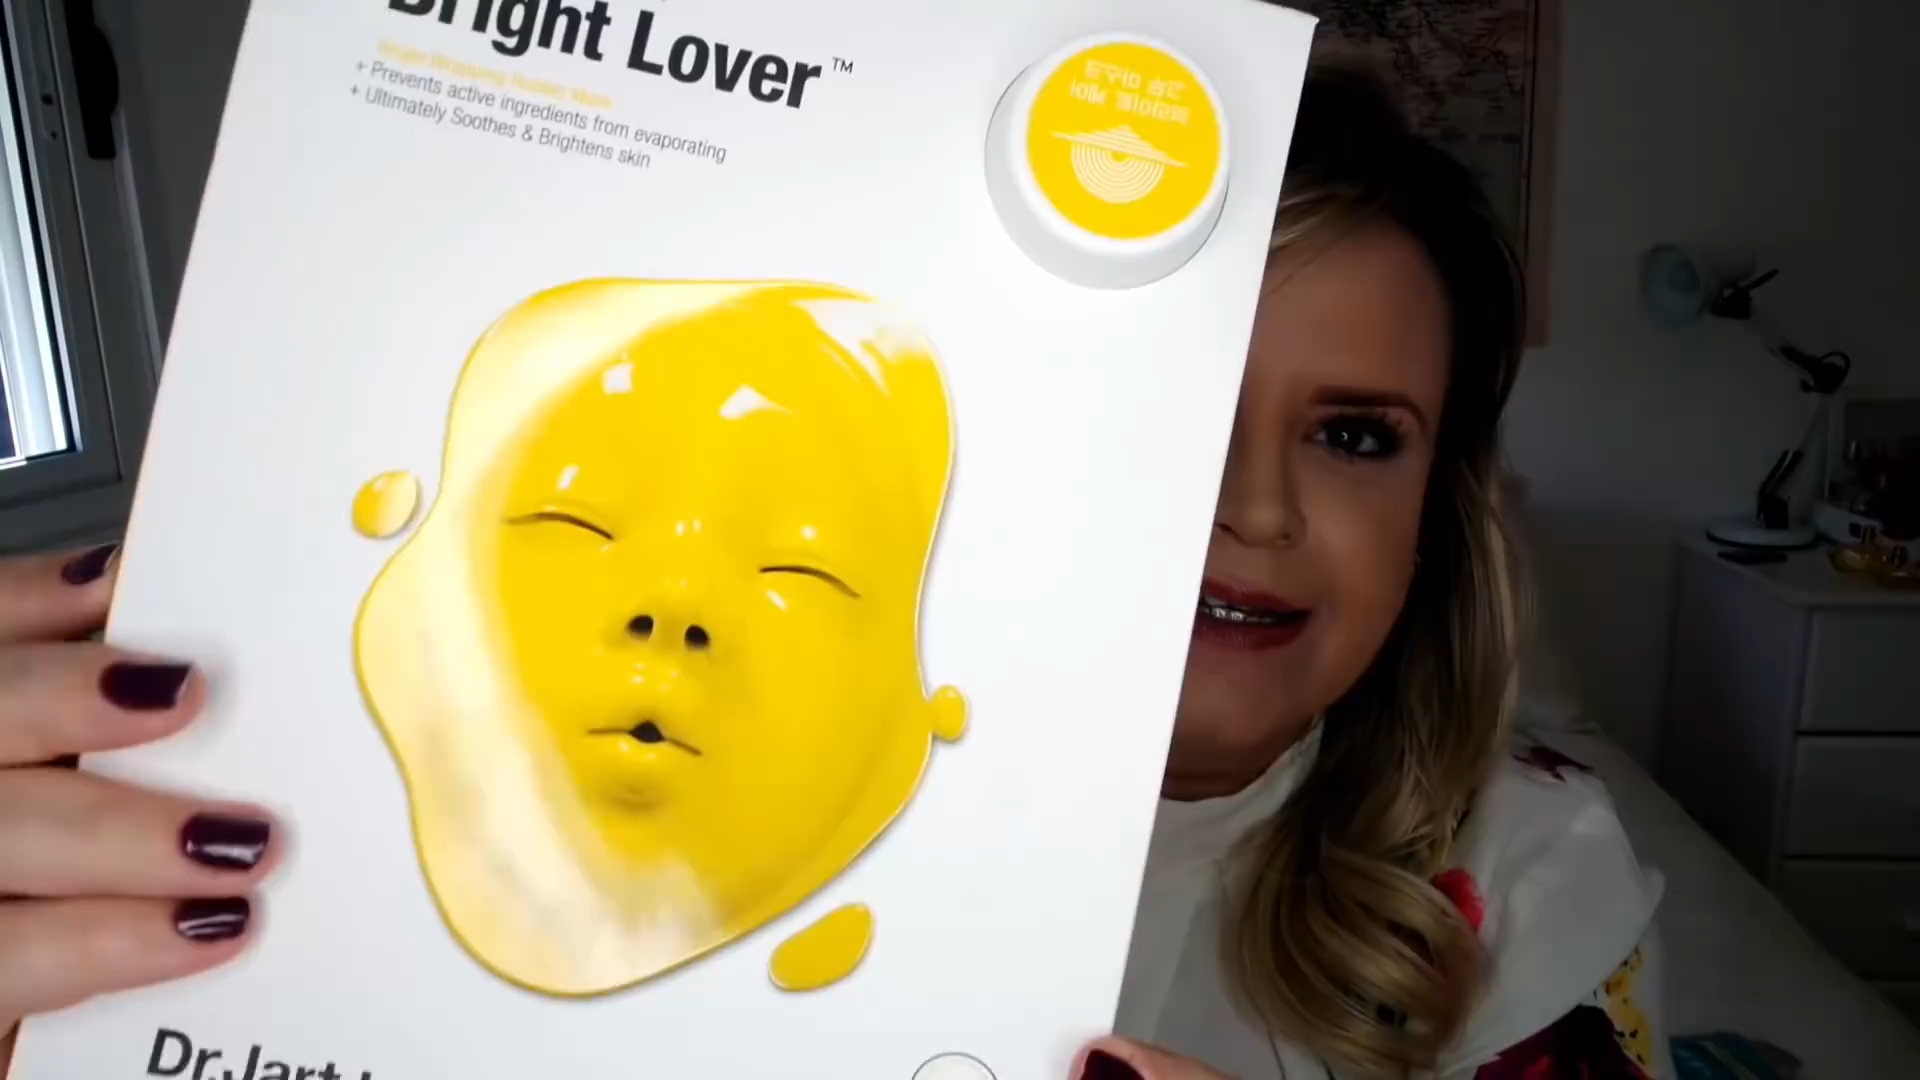 Bright Lover™
+ Prevents active ingredients from evaporating
+ Ultimately Soothes & Brightens skin
Dr.Jart